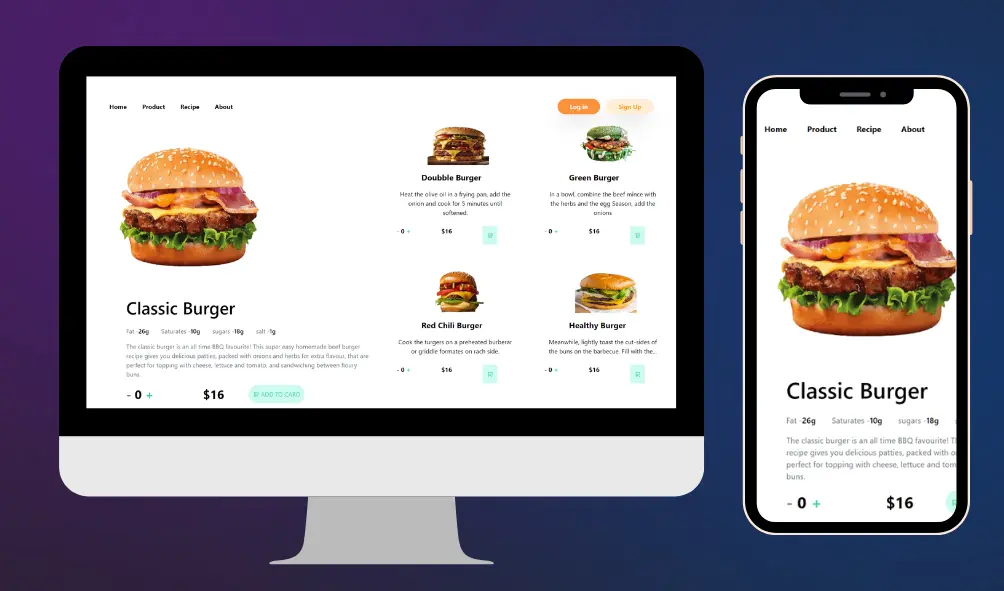 Home Product Recipe About
Log in Sign Up
Classic Burger
Fat -26g Saturates -10g sugars -18g salt -1g
The classic burger is an all time BBQ favourite! This super easy homemade beef burger
recipe gives you delicious patties, packed with onions and herbs for extra flavour, that are
perfect for topping with cheese, lettuce and tomato, and sandwiching between floury
buns.
- 0 + $16 ADD TO CARD
Doubble Burger
Heat the olive oil in a frying pan, add the
onion and cook for 5 minutes until
softened.
- 0 + $16
Green Burger
In a bowl, combine the beef mince with
the herbs and the egg Season, add the
onions
- 0 + $16
Red Chili Burger
Cook the turgers on a preheated burberar
or griddle formates on rach side.
- 0 + $16
Healthy Burger
Meanwhile, lightly toast the cut-sides of
the buns on the barbecue. Fill with the...
- 0 + $16
Home Product Recipe About
Classic Burger
Fat -26g Saturates -10g sugars -18g
The classic burger is an all time BBQ favourite!
recipe gives you delicious patties, packed with
perfect for topping with cheese, lettuce and tom
buns.
- 0 + $16